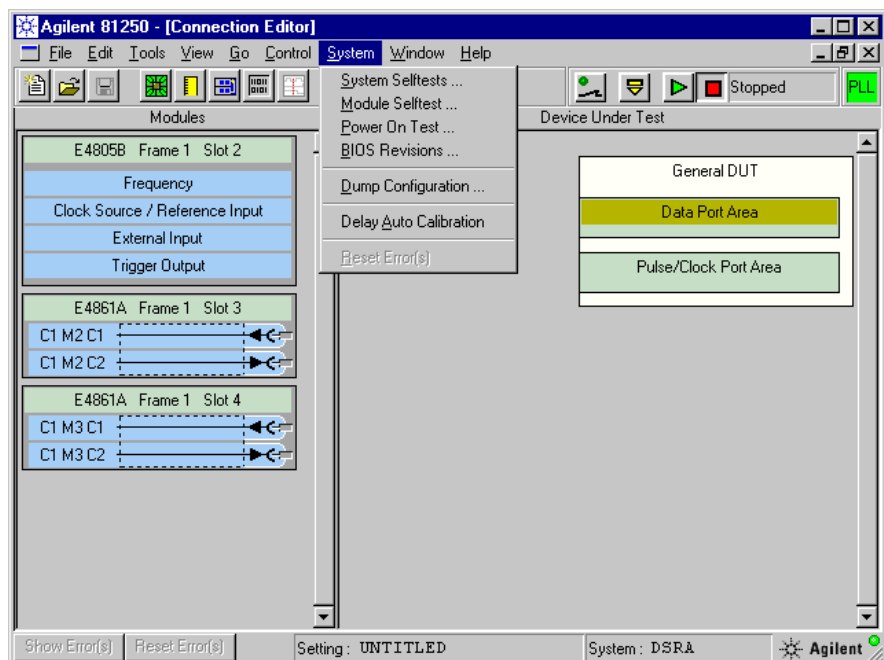 Agilent 81250 - [Connection Editor]
File Edit Tools View Go Control System Window Help
Stopped
PLL
Modules
Device Under Test
System Selftests ...
Module Selftest ...
Power On Test ...
BIOS Revisions ...
Dump Configuration ...
Delay Auto Calibration
Reset Error(s)
E4805B Frame 1 Slot 2
Frequency
Clock Source / Reference Input
External Input
Trigger Output
E4861A Frame 1 Slot 3
C1 M2 C1
C1 M2 C2
E4861A Frame 1 Slot 4
C1 M3 C1
C1 M3 C2
General DUT
Data Port Area
Pulse/Clock Port Area
Show Error(s) Reset Error(s) Setting: UNTITLED System: DSRA Agilent